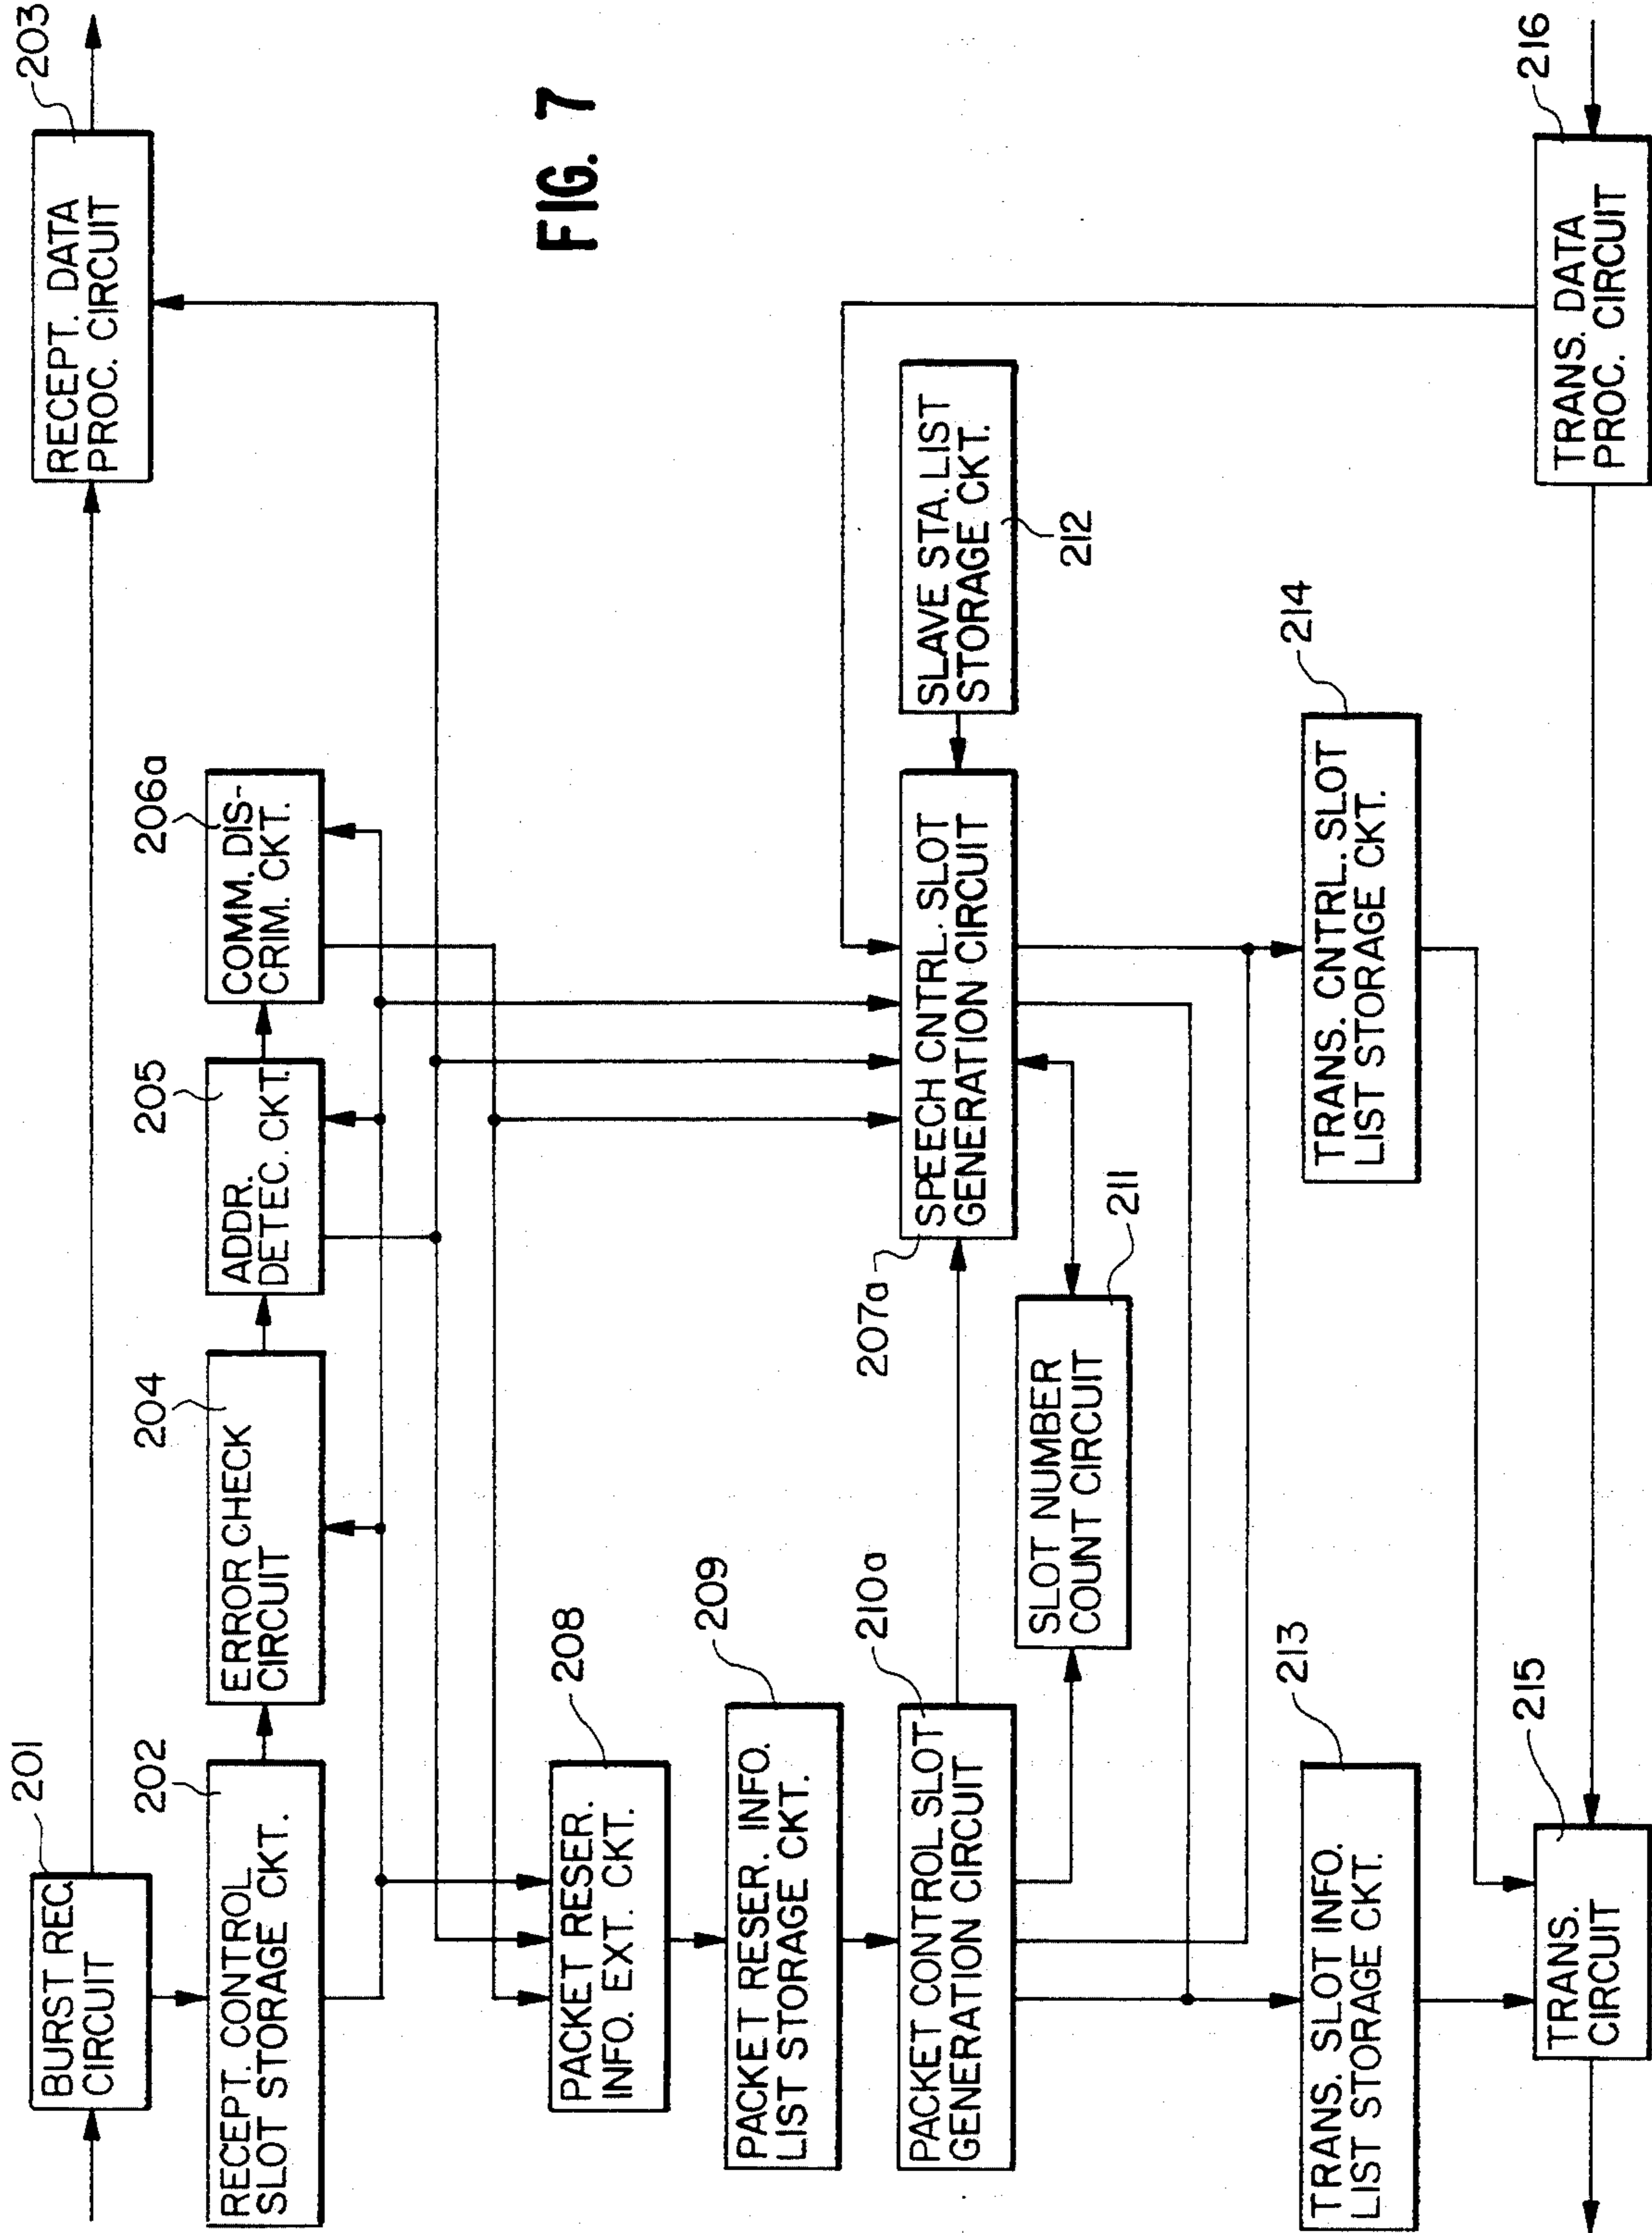 201
BURST REC.
CIRCUIT
203
RECEPT. DATA
PROC. CIRCUIT
202
RECEPT. CONTROL
SLOT STORAGE CKT.
204
ERROR CHECK
CIRCUIT
205
ADDR.
DETEC. CKT.
206a
COMM. DIS-
CRIM. CKT.
FIG. 7
208
PACKET RESER.
INFO. EXT. CKT.
209
PACKET RESER. INFO.
LIST STORAGE CKT.
210a
PACKET CONTROL SLOT
GENERATION CIRCUIT
207a
SPEECH CNTRL. SLOT
GENERATION CIRCUIT
SLAVE STA. LIST
STORAGE CKT.
212
211
SLOT NUMBER
COUNT CIRCUIT
213
TRANS. SLOT INFO.
LIST STORAGE CKT.
214
TRANS. CNTRL. SLOT
LIST STORAGE CKT.
215
TRANS.
CIRCUIT
216
TRANS. DATA
PROC. CIRCUIT